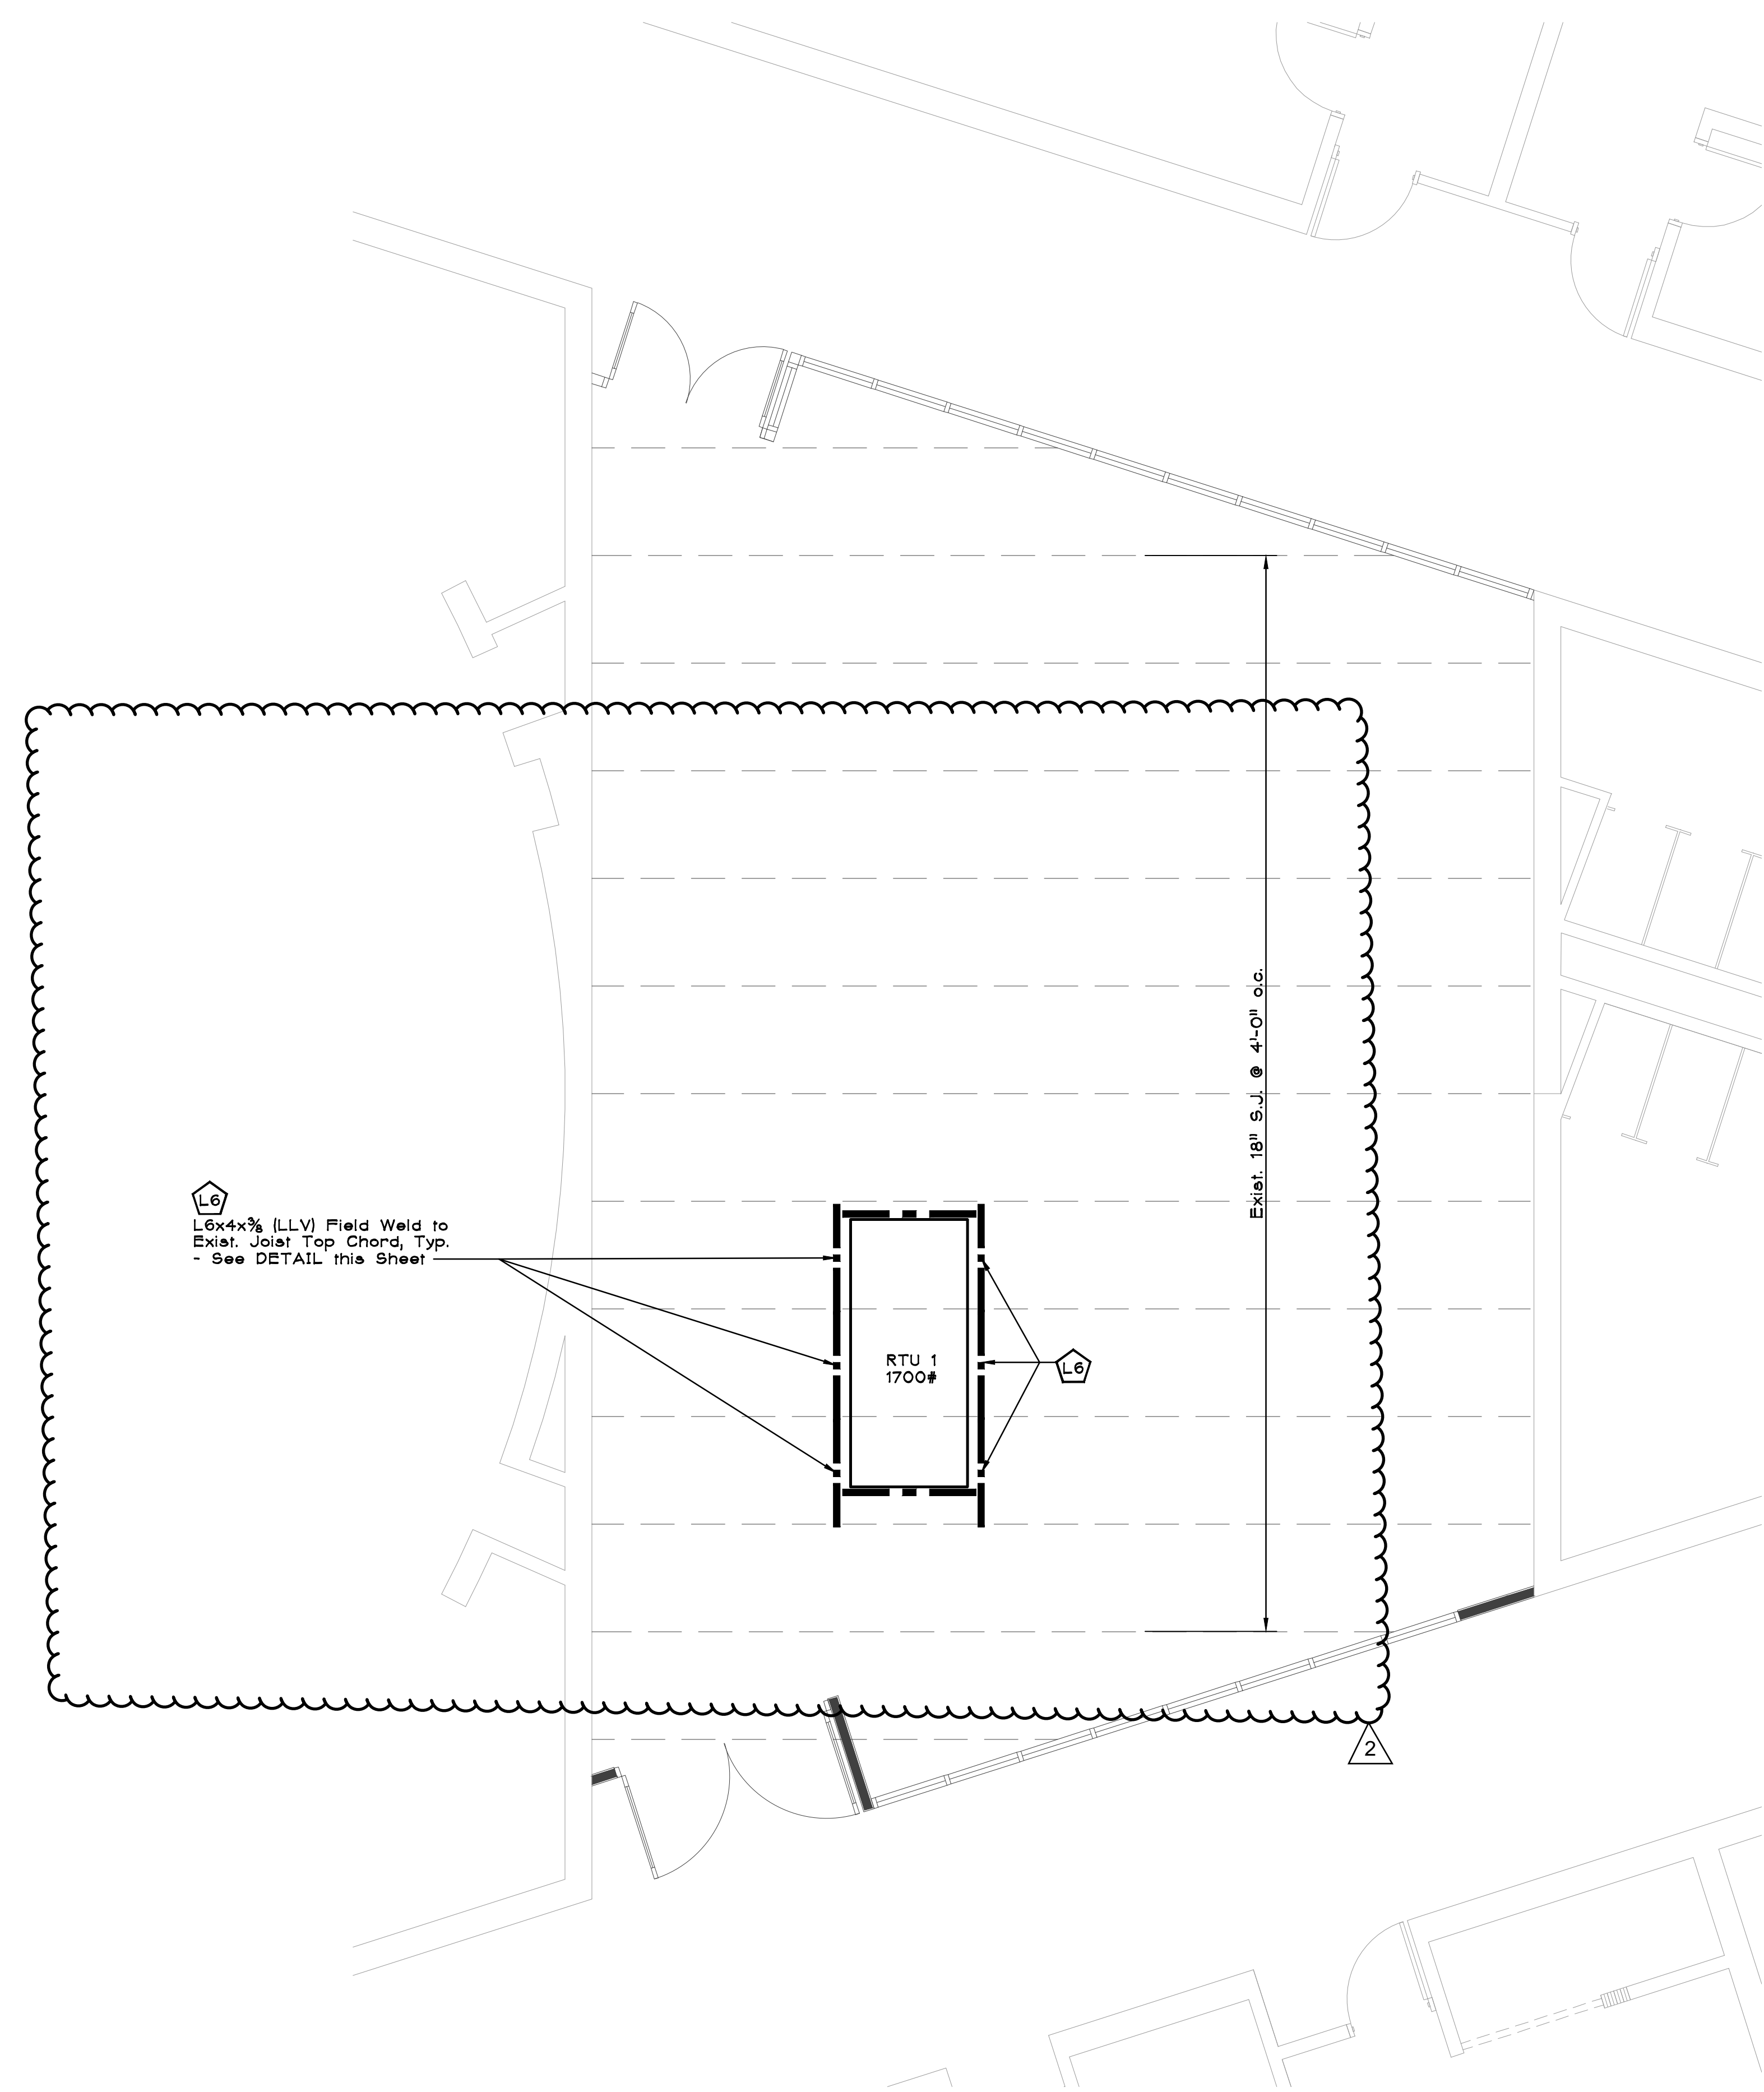 L6
L6x4x⅜ (LLV) Field Weld to
Exist. Joist Top Chord, Typ.
- See DETAIL this Sheet
Exist. 18" S.J. @ 4'-0" o.c.
RTU 1
1700#
L6
2